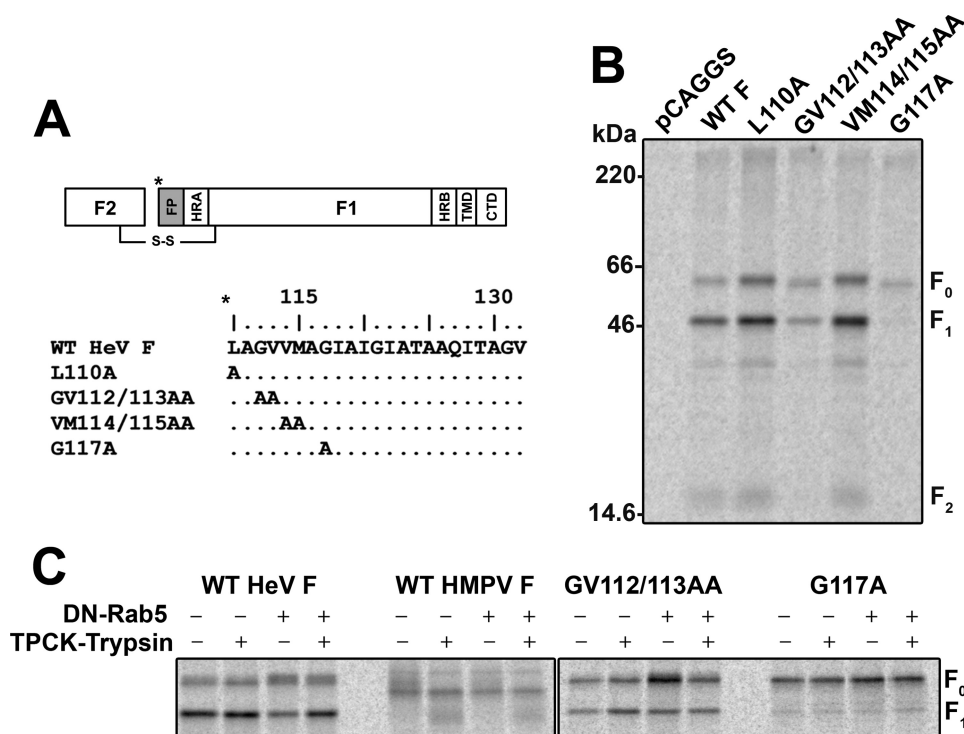 A
*
F2 FP HRA F1 HRB TMD CTD
S-S
* 115 130
|....|....|....|....|..
WT HeV F LAGVVMAGIAIGIATAAQITAGV
L110A A......................
GV112/113AA ..AA...................
VM114/115AA ....AA.................
G117A .......A...............
B
pCAGGS WT F L110A GV112/113AA VM114/115AA G117A
kDa
220
66
F0
46
F1
F2
14.6
C
WT HeV F WT HMPV F GV112/113AA G117A
DN-Rab5 − − + + − − + + − − + + − − + +
TPCK-Trypsin − + − + − + − + − + − + − + − +
F0
F1